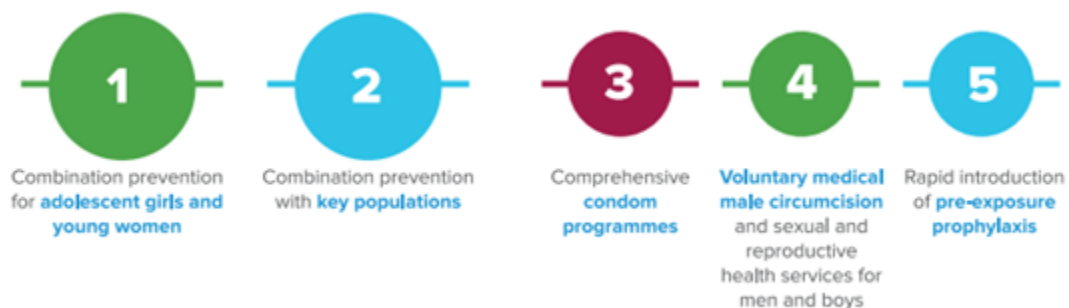 1
Combination prevention
for adolescent girls and
young women
2
Combination prevention
with key populations
3
Comprehensive
condom
programmes
4
Voluntary medical
male circumcision
and sexual and
reproductive
health services for
men and boys
5
Rapid introduction
of pre-exposure
prophylaxis